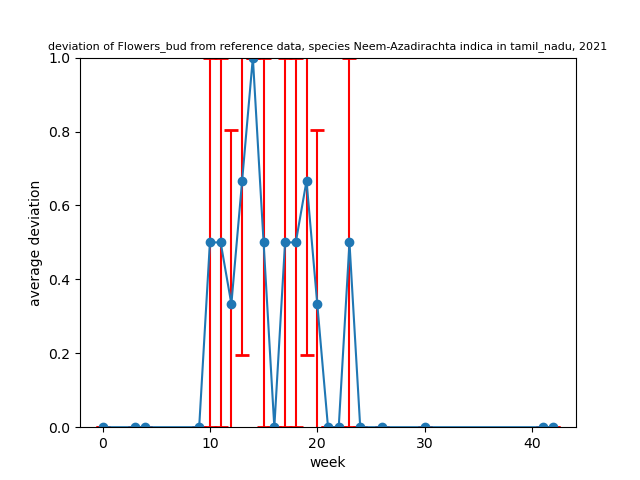 deviation of Flowers_bud from reference data, species Neem-Azadirachta indica in tamil_nadu, 2021
1.0
0.8
0.6
0.4
0.2
0.0
average deviation
0 10 20 30 40
week